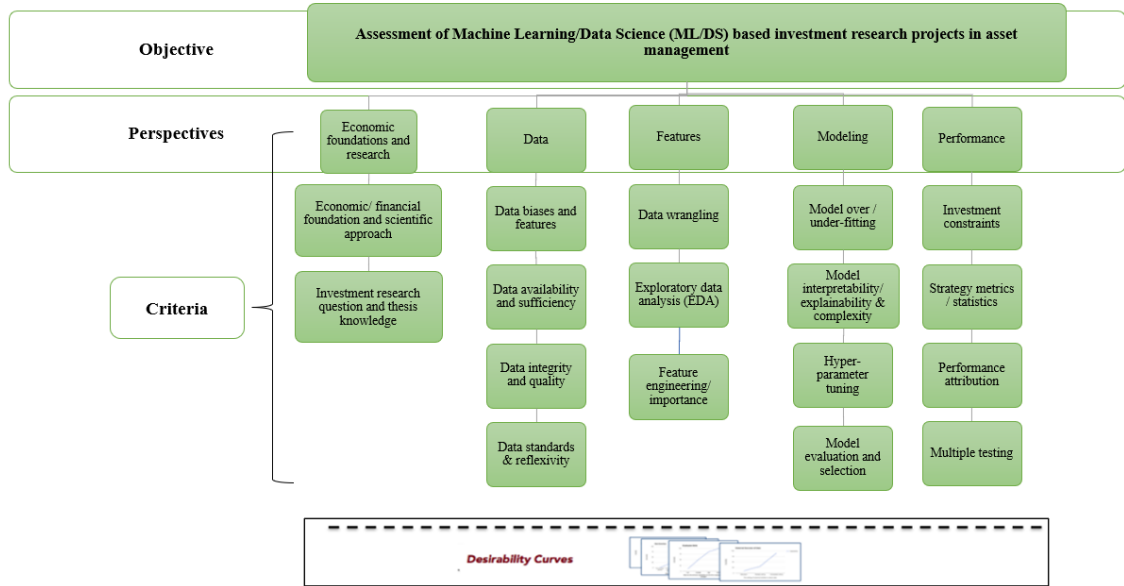 Objective
Assessment of Machine Learning/Data Science (ML/DS) based investment research projects in asset
management
Perspectives
Economic
foundations and
research
Data
Features
Modeling
Performance
Criteria
Economic/ financial
foundation and scientific
approach
Investment research
question and thesis
knowledge
Data biases and
features
Data availability
and sufficiency
Data integrity
and quality
Data standards
& reflexivity
Data wrangling
Exploratory data
analysis (EDA)
Feature
engineering/
importance
Model over /
under-fitting
Model
interpretability/
explainability &
complexity
Hyper-
parameter
tuning
Model
evaluation and
selection
Investment
constraints
Strategy metrics
/ statistics
Performance
attribution
Multiple testing
Desirability Curves